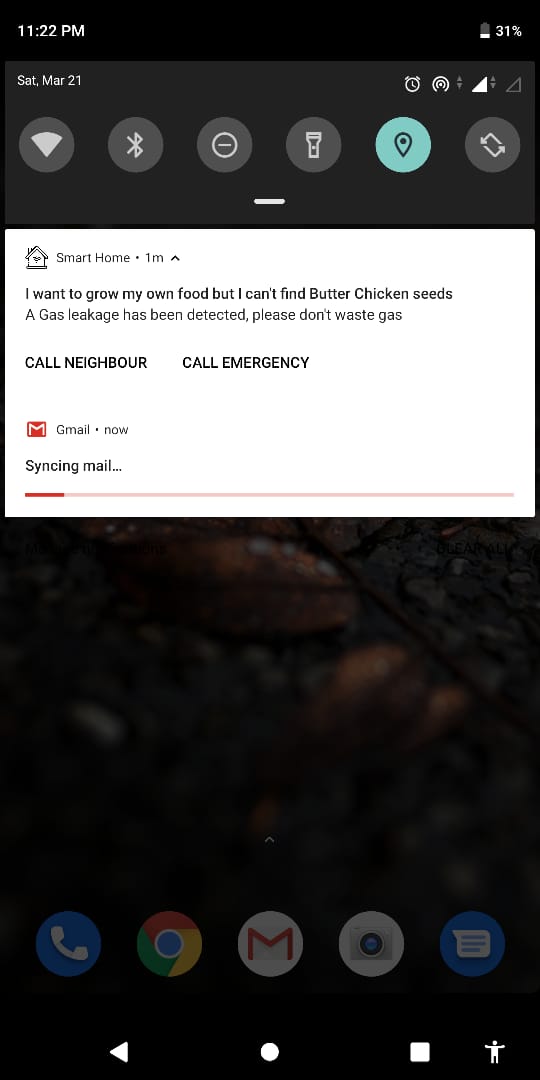 11:22 PM 31%
Sat, Mar 21
Smart Home • 1m
I want to grow my own food but I can't find Butter Chicken seeds
A Gas leakage has been detected, please don't waste gas
CALL NEIGHBOUR CALL EMERGENCY
Gmail • now
Syncing mail...
CLEAR ALL